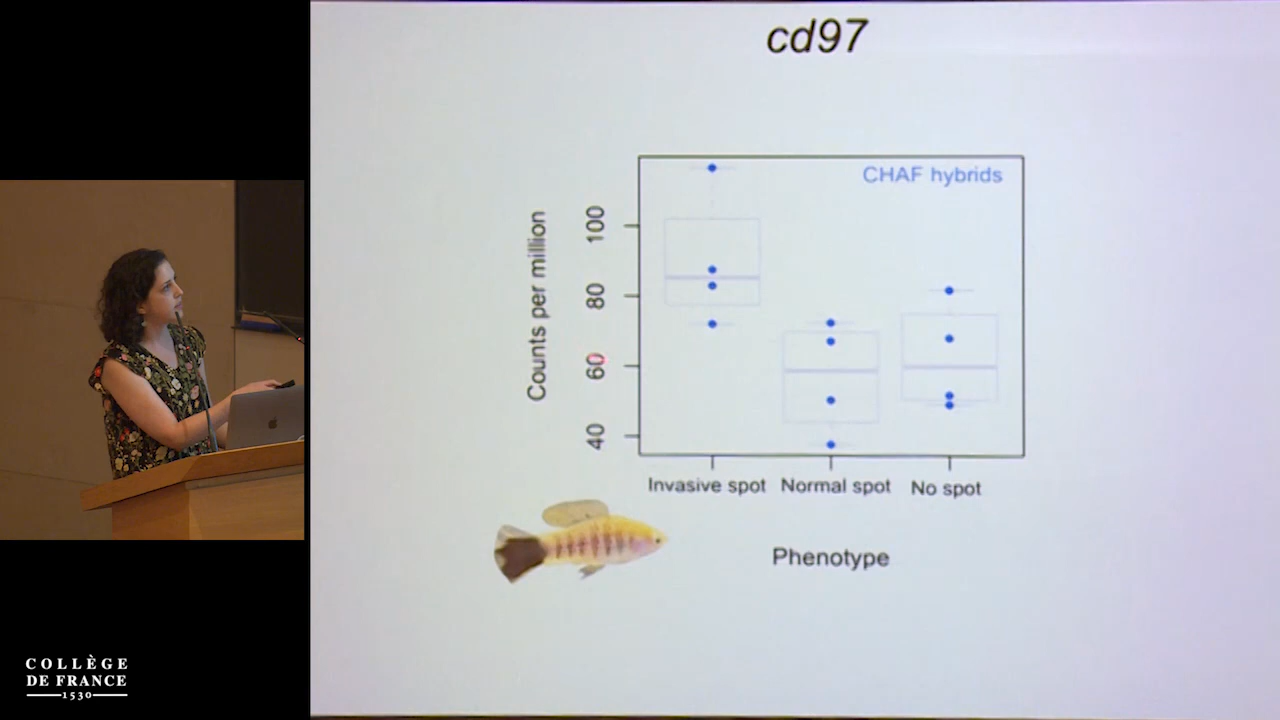 cd97
CHAF hybrids
Counts per million
100
80
60
40
Invasive spot
Normal spot
No spot
Phenotype
COLLÈGE
DE FRANCE
1530